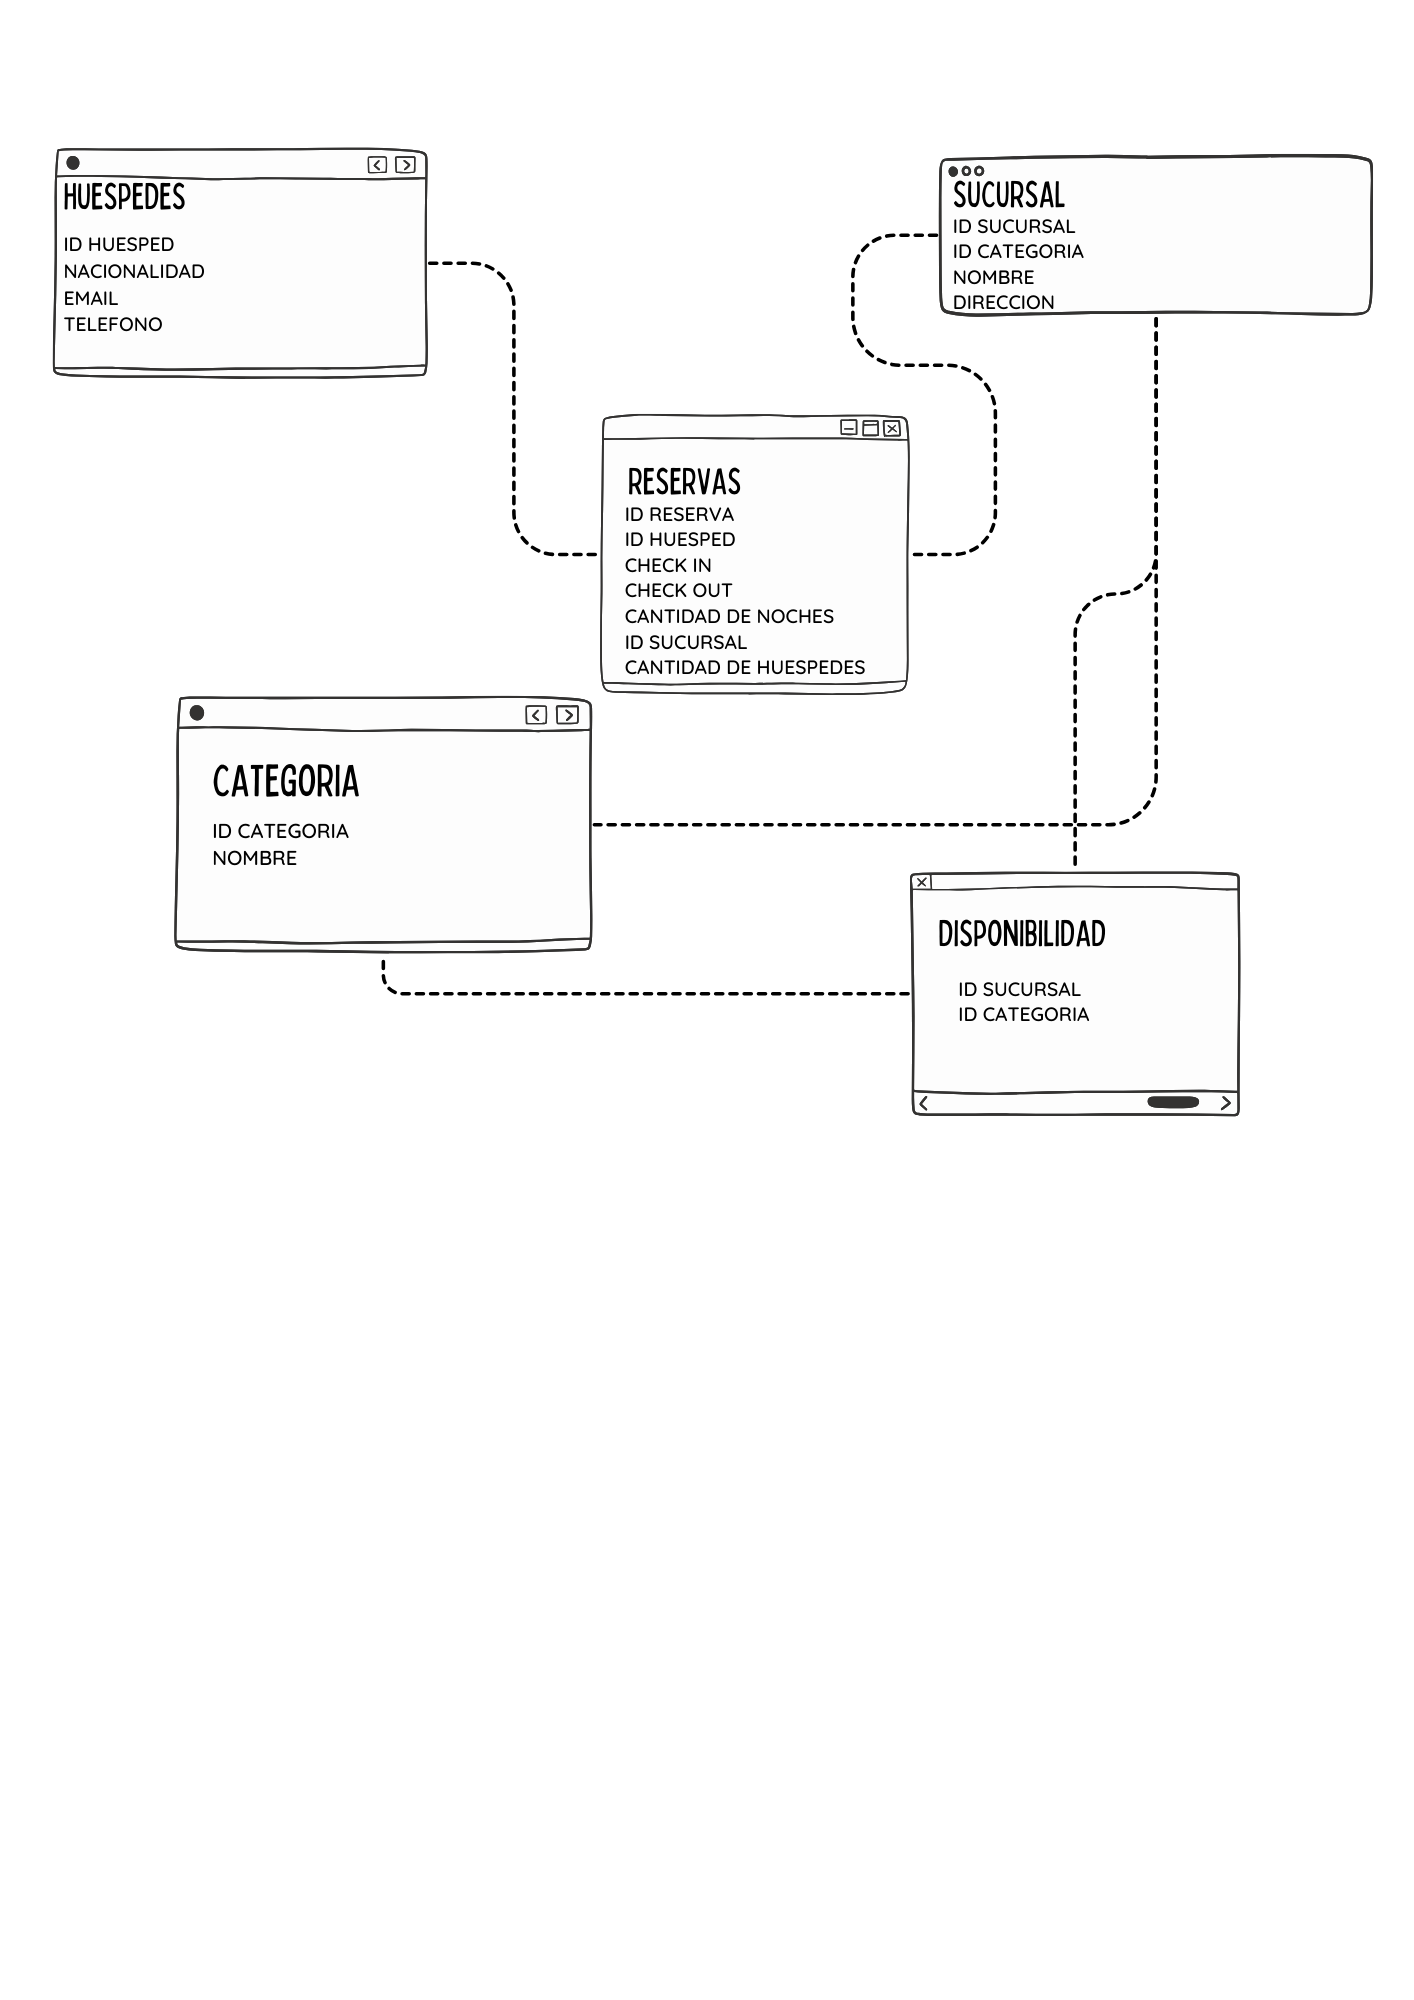 HUESPEDES
ID HUESPED
NACIONALIDAD
EMAIL
TELEFONO
SUCURSAL
ID SUCURSAL
ID CATEGORIA
NOMBRE
DIRECCION
RESERVAS
ID RESERVA
ID HUESPED
CHECK IN
CHECK OUT
CANTIDAD DE NOCHES
ID SUCURSAL
CANTIDAD DE HUESPEDES
CATEGORIA
ID CATEGORIA
NOMBRE
DISPONIBILIDAD
ID SUCURSAL
ID CATEGORIA